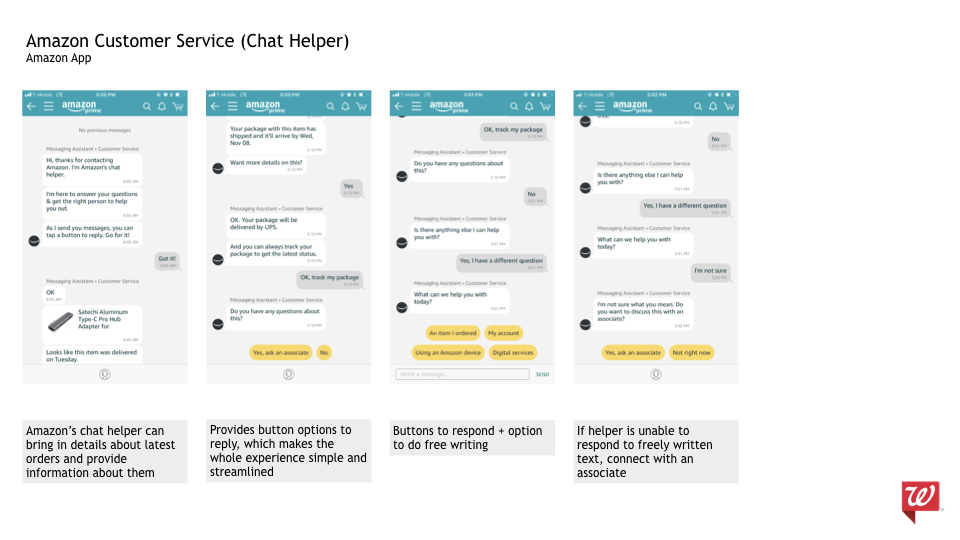 Amazon Customer Service (Chat Helper)
Amazon App
T-Mobile LTE 3:00 PM
amazon
prime
No previous messages
Messaging Assistant • Customer Service
Hi, thanks for contacting
Amazon. I'm Amazon's chat
helper.
8:05 AM
I'm here to answer your questions
& get the right person to help
you out.
8:05 AM
As I send you messages, you can
tap a button to reply. Go for it!
8:05 AM
Got it!
8:05 AM
Messaging Assistant • Customer Service
OK
8:05 AM
Satechi Aluminum
Type-C Pro Hub
Adapter for
8:05 AM
Looks like this item was delivered
on Tuesday.
T-Mobile LTE 3:00 PM
amazon
prime
Your package with this item has
shipped and it'll arrive by Wed,
Nov 08.
5:10 PM
Want more details on this?
5:10 PM
Yes
5:10 PM
Messaging Assistant • Customer Service
OK. Your package will be
delivered by UPS.
5:10 PM
And you can always track your
package to get the latest status.
5:10 PM
OK, track my package
5:10 PM
Messaging Assistant • Customer Service
Do you have any questions about
this?
5:10 PM
Yes, ask an associate
No
T-Mobile LTE 3:01 PM
amazon
prime
OK, track my package
5:10 PM
Messaging Assistant • Customer Service
Do you have any questions about
this?
5:10 PM
No
3:01 PM
Messaging Assistant • Customer Service
Is there anything else I can help
you with?
3:01 PM
Yes, I have a different question
3:01 PM
Messaging Assistant • Customer Service
What can we help you with
today?
3:01 PM
An item I ordered
My account
Using an Amazon device
Digital services
Write a message...
SEND
T-Mobile LTE 3:02 PM
amazon
prime
5:10 PM
No
3:01 PM
Messaging Assistant • Customer Service
Is there anything else I can help
you with?
3:01 PM
Yes, I have a different question
3:01 PM
Messaging Assistant • Customer Service
What can we help you with
today?
3:01 PM
I'm not sure
3:02 PM
Messaging Assistant • Customer Service
I'm not sure what you mean. Do
you want to discuss this with an
associate?
3:02 PM
Yes, ask an associate
Not right now
Amazon's chat helper can
bring in details about latest
orders and provide
information about them
Provides button options to
reply, which makes the
whole experience simple and
streamlined
Buttons to respond + option
to do free writing
If helper is unable to
respond to freely written
text, connect with an
associate